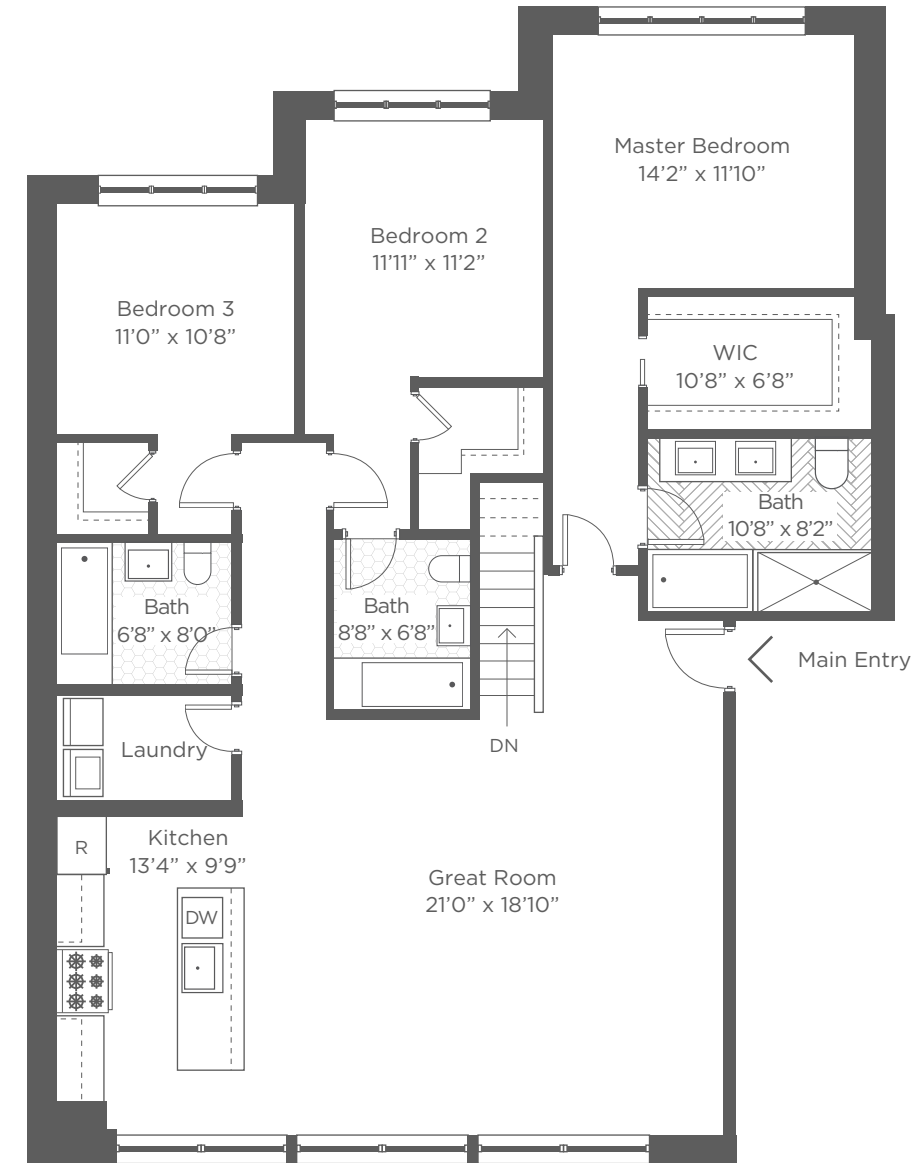 Master Bedroom
14’2” x 11’10”
Bedroom 2
11’11” x 11’2”
Bedroom 3
11’0” x 10’8”
WIC
10’8” x 6’8”
Bath
10’8” x 8’2”
Bath
6’8” x 8’0”
Bath
8’8” x 6’8”
Main Entry
Laundry
DN
Kitchen
13’4” x 9’9”
R
Great Room
21’0” x 18’10”
DW